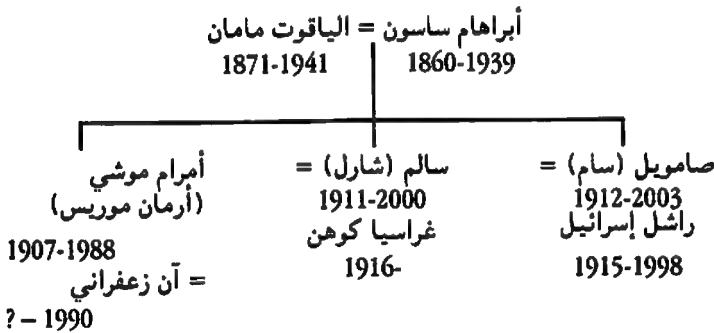 أبراهام ساسون = الياقوت مامان
1860-1939 1871-1941
صامويل (سام) =
1912-2003
راشل إسرائيل
1915-1998
سالم (شارل) =
1911-2000
غراسيا كوهن
1916-
أمرام موشي
(أرمان موريس)
1907-1988
= آن زعفراني
? – 1990